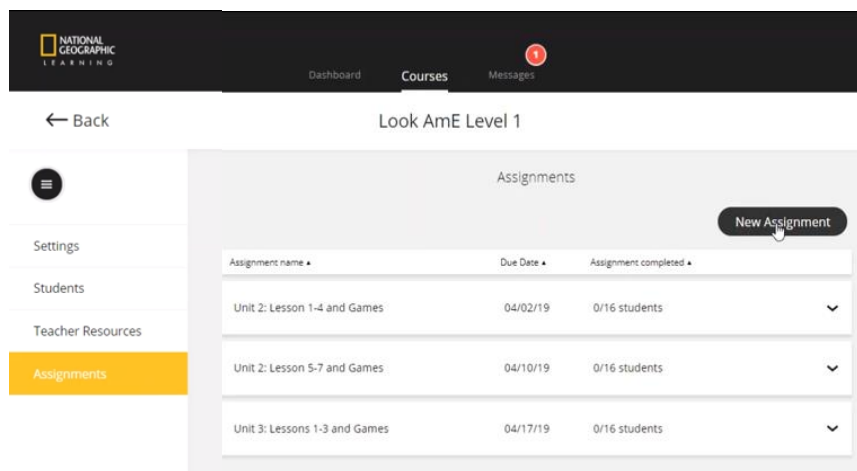 NATIONAL
GEOGRAPHIC
LEARNING
1
Dashboard Courses Messages
Back Look AmE Level 1
Assignments
New Assignment
Settings
Students
Teacher Resources
Assignments
Assignment name Due Date Assignment completed
Unit 2: Lesson 1-4 and Games 04/02/19 0/16 students
Unit 2: Lesson 5-7 and Games 04/10/19 0/16 students
Unit 3: Lessons 1-3 and Games 04/17/19 0/16 students